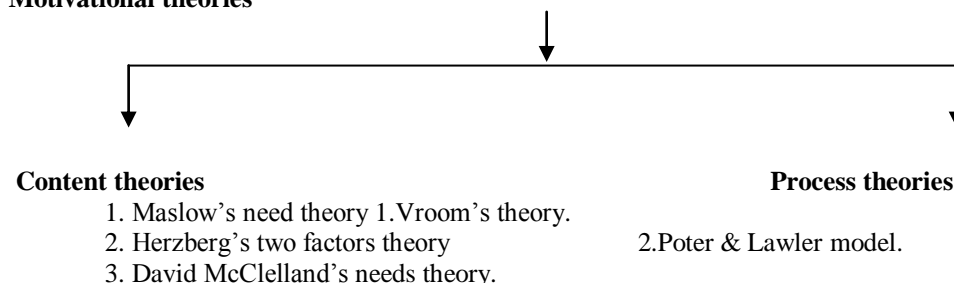 Motivational theories
Content theories Process theories
1. Maslow's need theory 1.Vroom's theory.
2. Herzberg's two factors theory 2.Poter & Lawler model.
3. David McClelland's needs theory.